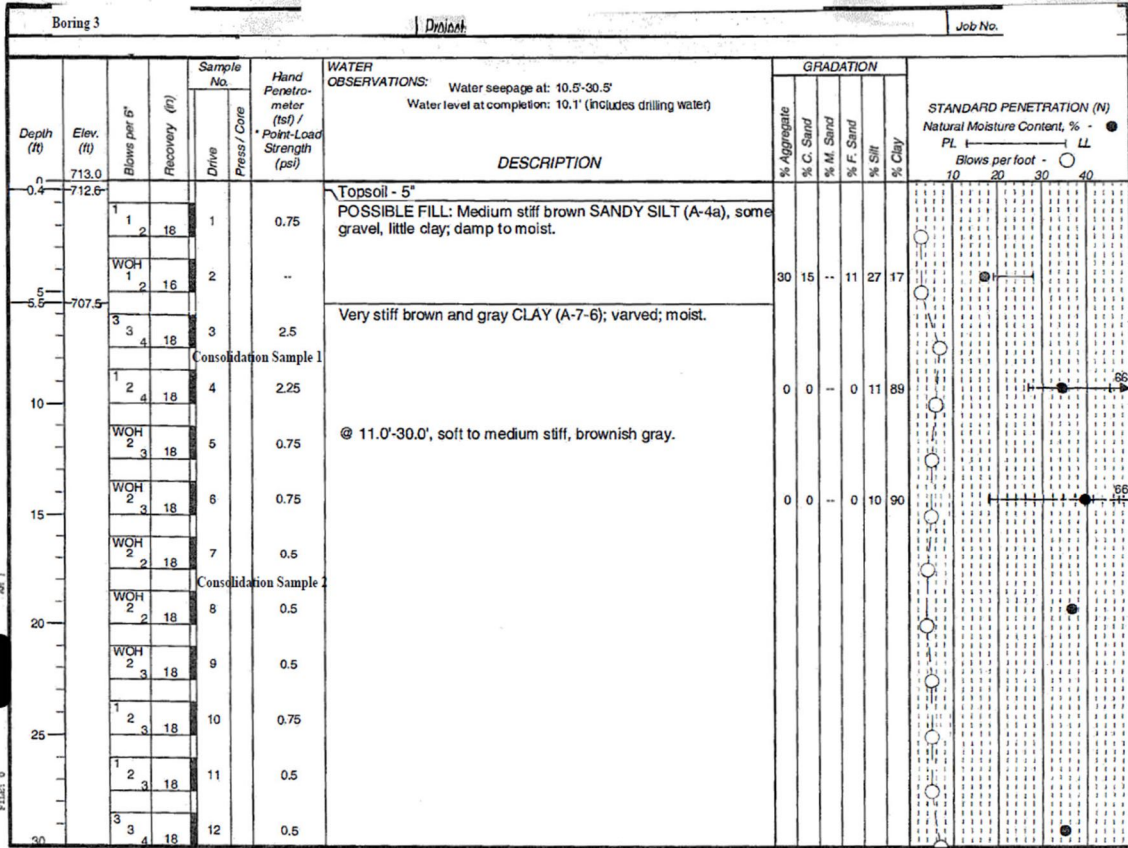 Boring 3
Project:
Job No.
Depth (ft)
Elev. (ft)
Blows per 6"
Recovery (in)
Sample No.
Drive
Press / Core
Hand Penetro-meter (tsf) / * Point-Load Strength (psi)
WATER OBSERVATIONS:
Water seepage at: 10.5'-30.5'
Water level at completion: 10.1' (includes drilling water)
DESCRIPTION
GRADATION
% Aggregate
% C. Sand
% M. Sand
% F. Sand
% Silt
% Clay
STANDARD PENETRATION (N)
Natural Moisture Content, % -
PL LL
Blows per foot -
10 20 30 40
0 713.0
0.4 712.6
Topsoil - 5"
1 1 2 18 1 0.75
POSSIBLE FILL: Medium stiff brown SANDY SILT (A-4a), some
gravel, little clay; damp to moist.
WOH 1 2 16 2 -- 30 15 -- 11 27 17
5
5.5 707.5
Very stiff brown and gray CLAY (A-7-6); varved; moist.
3 3 4 18 3 2.5
Consolidation Sample 1
1 2 4 18 4 2.25 0 0 -- 0 11 89 66
10
WOH 2 3 18 5 0.75
@ 11.0'-30.0', soft to medium stiff, brownish gray.
WOH 2 3 18 6 0.75 0 0 -- 0 10 90 66
15
WOH 2 2 18 7 0.5
Consolidation Sample 2
WOH 2 2 18 8 0.5
20
WOH 2 3 18 9 0.5
1 2 3 18 10 0.75
25
1 2 3 18 11 0.5
3 3 4 18 12 0.5
30